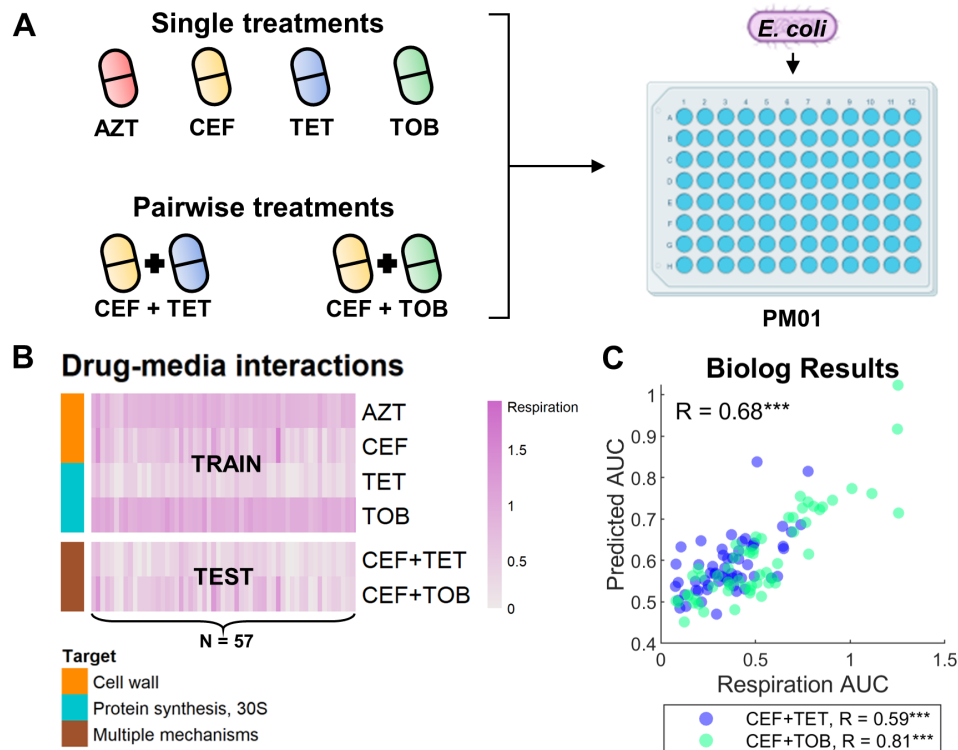 A
Single treatments
AZT
CEF
TET
TOB
Pairwise treatments
CEF + TET
CEF + TOB
E. coli
1 2 3 4 5 6 7 8 9 10 11 12
A
B
C
D
E
F
G
H
PM01
B
Drug-media interactions
AZT
CEF
TET
TOB
TRAIN
CEF+TET
CEF+TOB
TEST
N = 57
Respiration
1.5
1
0.5
0
Target
Cell wall
Protein synthesis, 30S
Multiple mechanisms
C
Biolog Results
R = 0.68***
Predicted AUC
1
0.9
0.8
0.7
0.6
0.5
0.4
0 0.5 1 1.5
Respiration AUC
CEF+TET, R = 0.59***
CEF+TOB, R = 0.81***